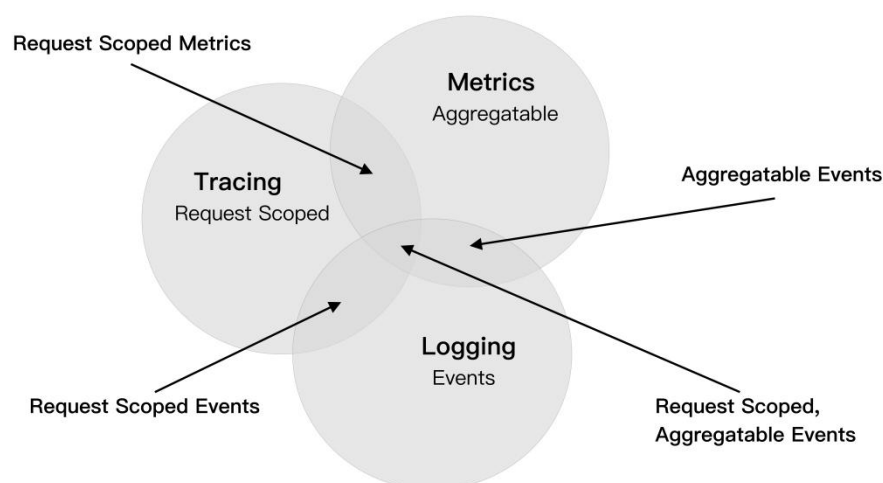 Request Scoped Metrics
Metrics
Aggregatable
Tracing
Request Scoped
Aggregatable Events
Logging
Events
Request Scoped Events
Request Scoped,
Aggregatable Events